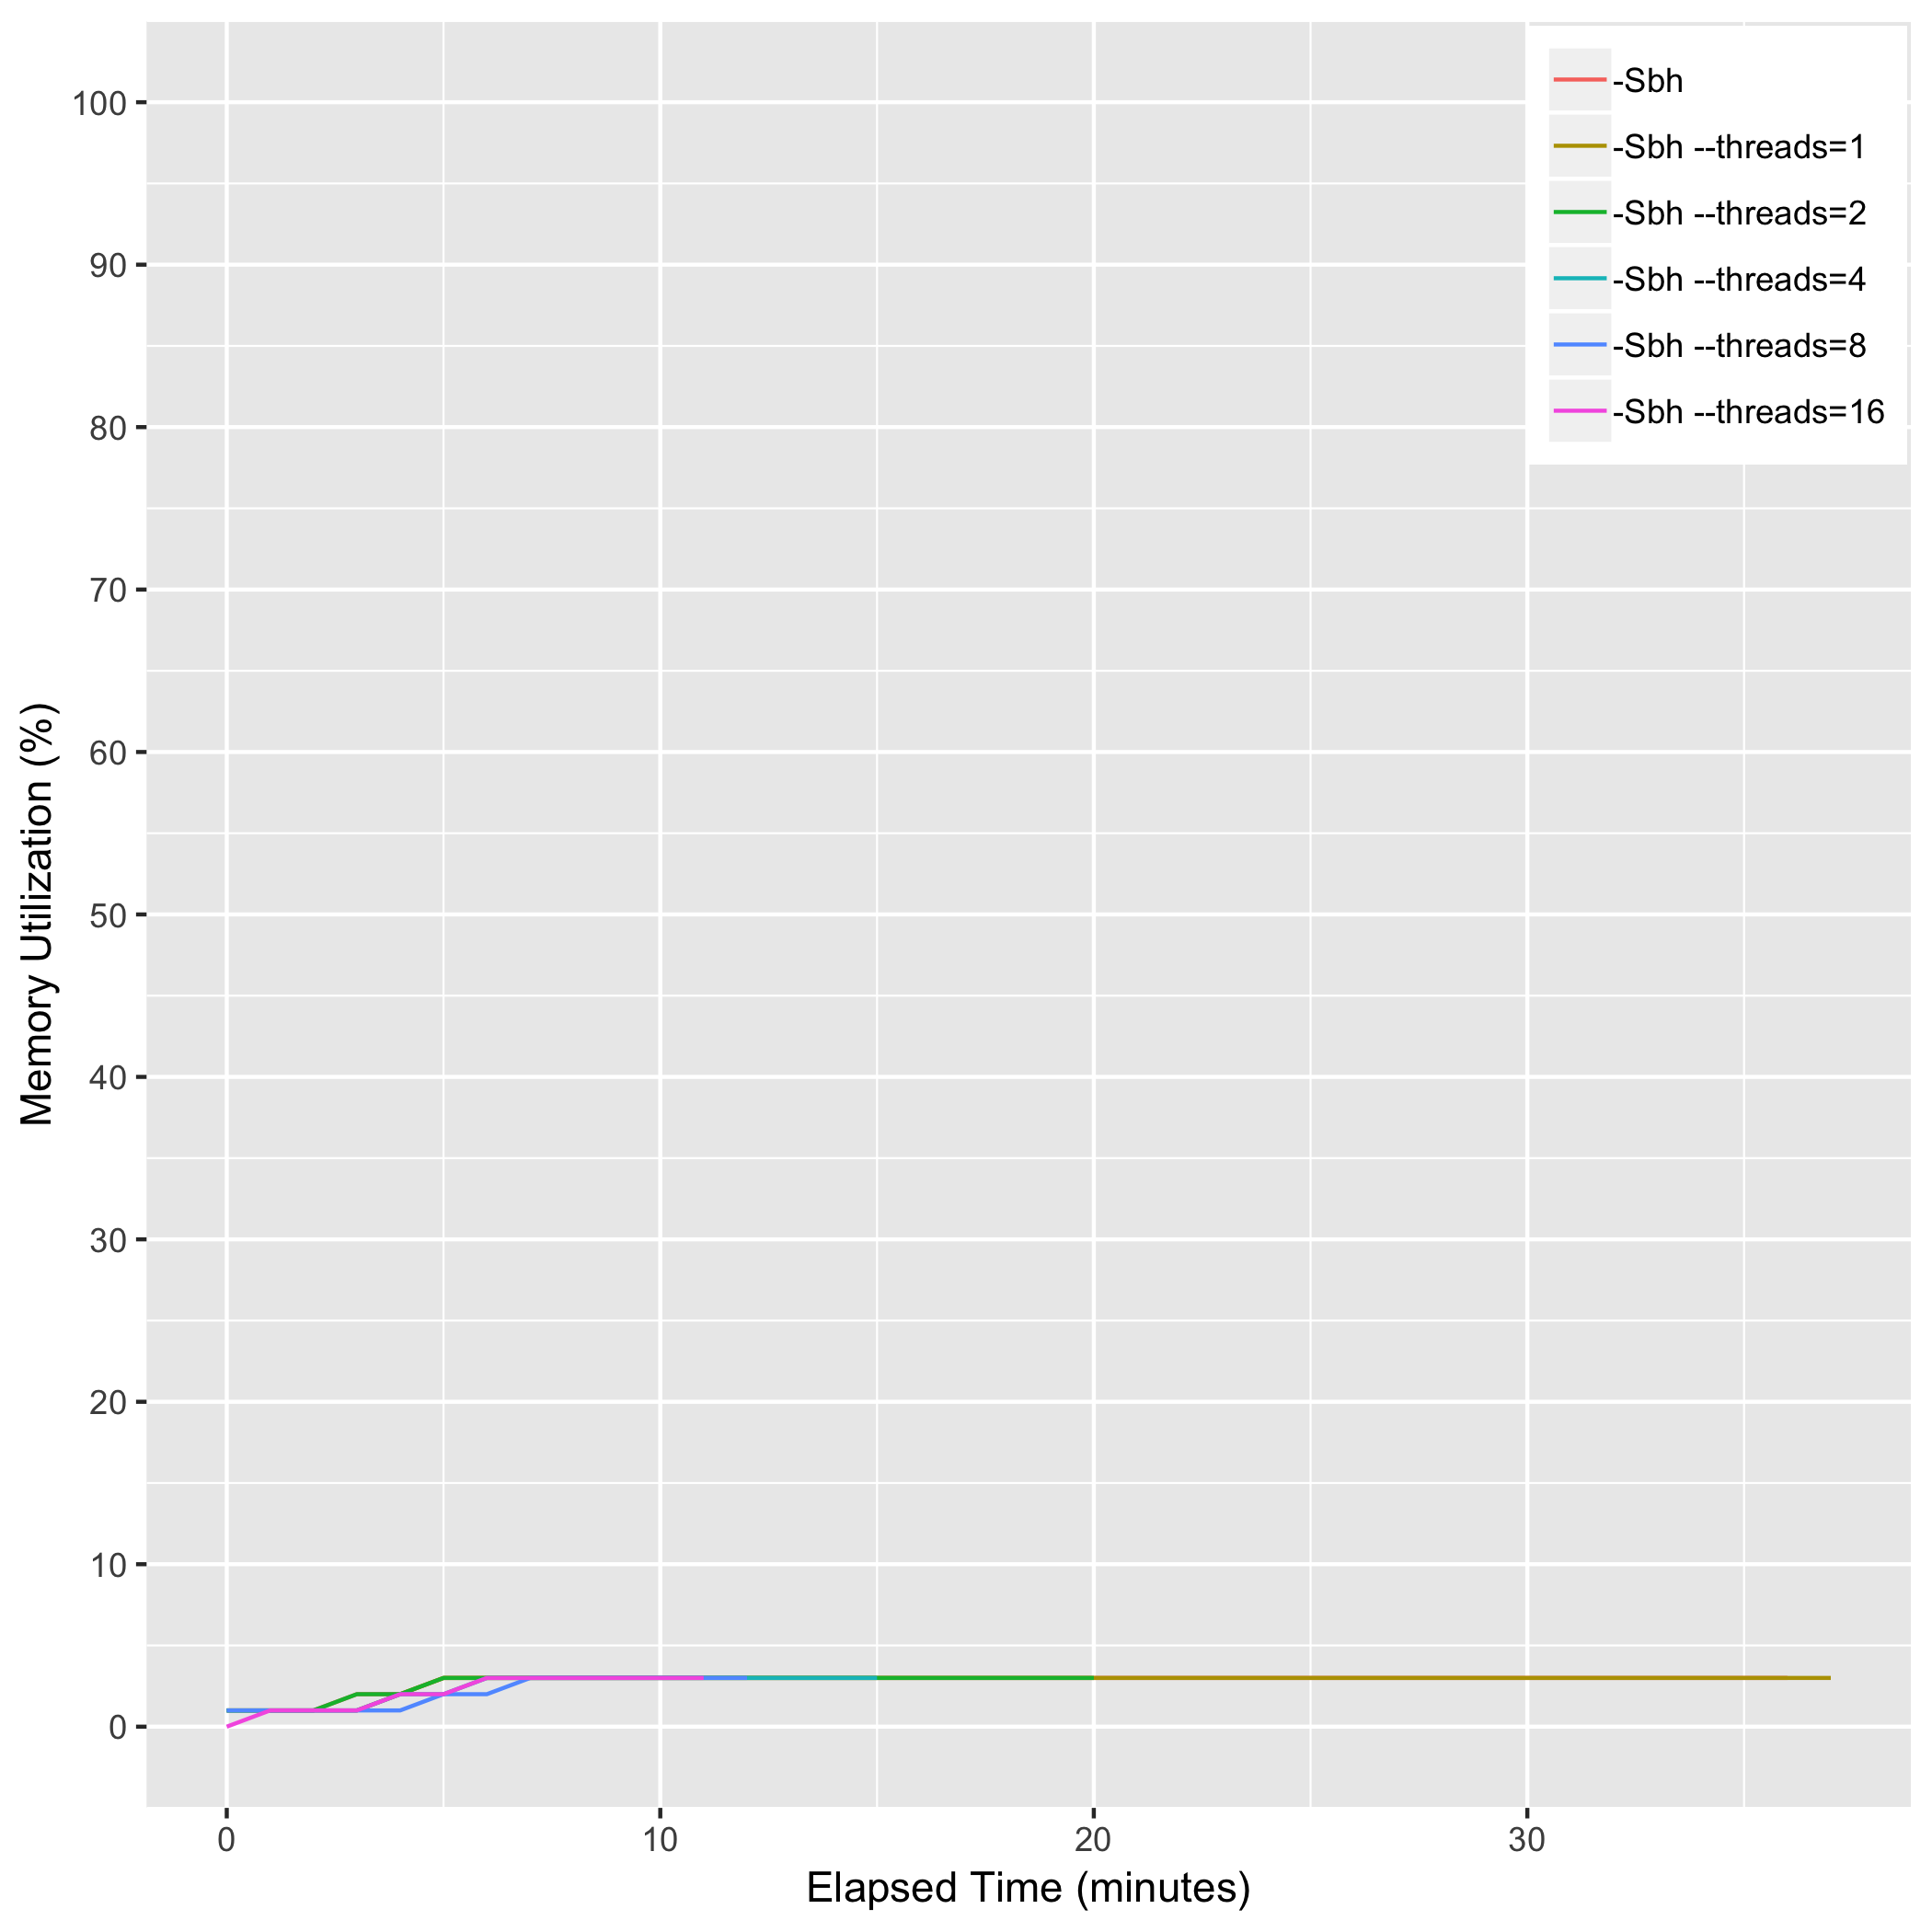 -Sbh
-Sbh --threads=1
-Sbh --threads=2
-Sbh --threads=4
-Sbh --threads=8
-Sbh --threads=16
Memory Utilization (%)
100
90
80
70
60
50
40
30
20
10
0
0 10 20 30
Elapsed Time (minutes)